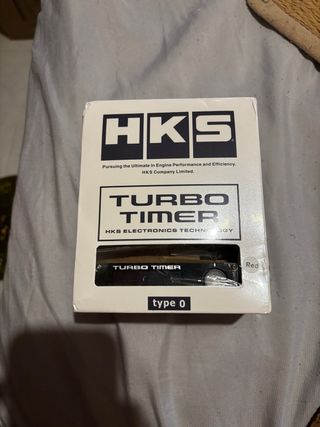 HKS
Pursuing the Ultimate in Engine Performance and Efficiency.
HKS Company Limited.
TURBO
TIMER
HKS ELECTRONICS TECHNOLOGY
TURBO TIMER
Red
type 0